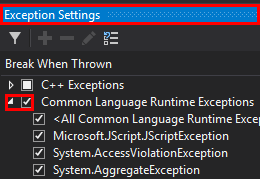 Exception Settings
Break When Thrown
C++ Exceptions
Common Language Runtime Exceptions
<All Common Language Runtime Exce
Microsoft.JScript.JScriptException
System.AccessViolationException
System.AggregateException